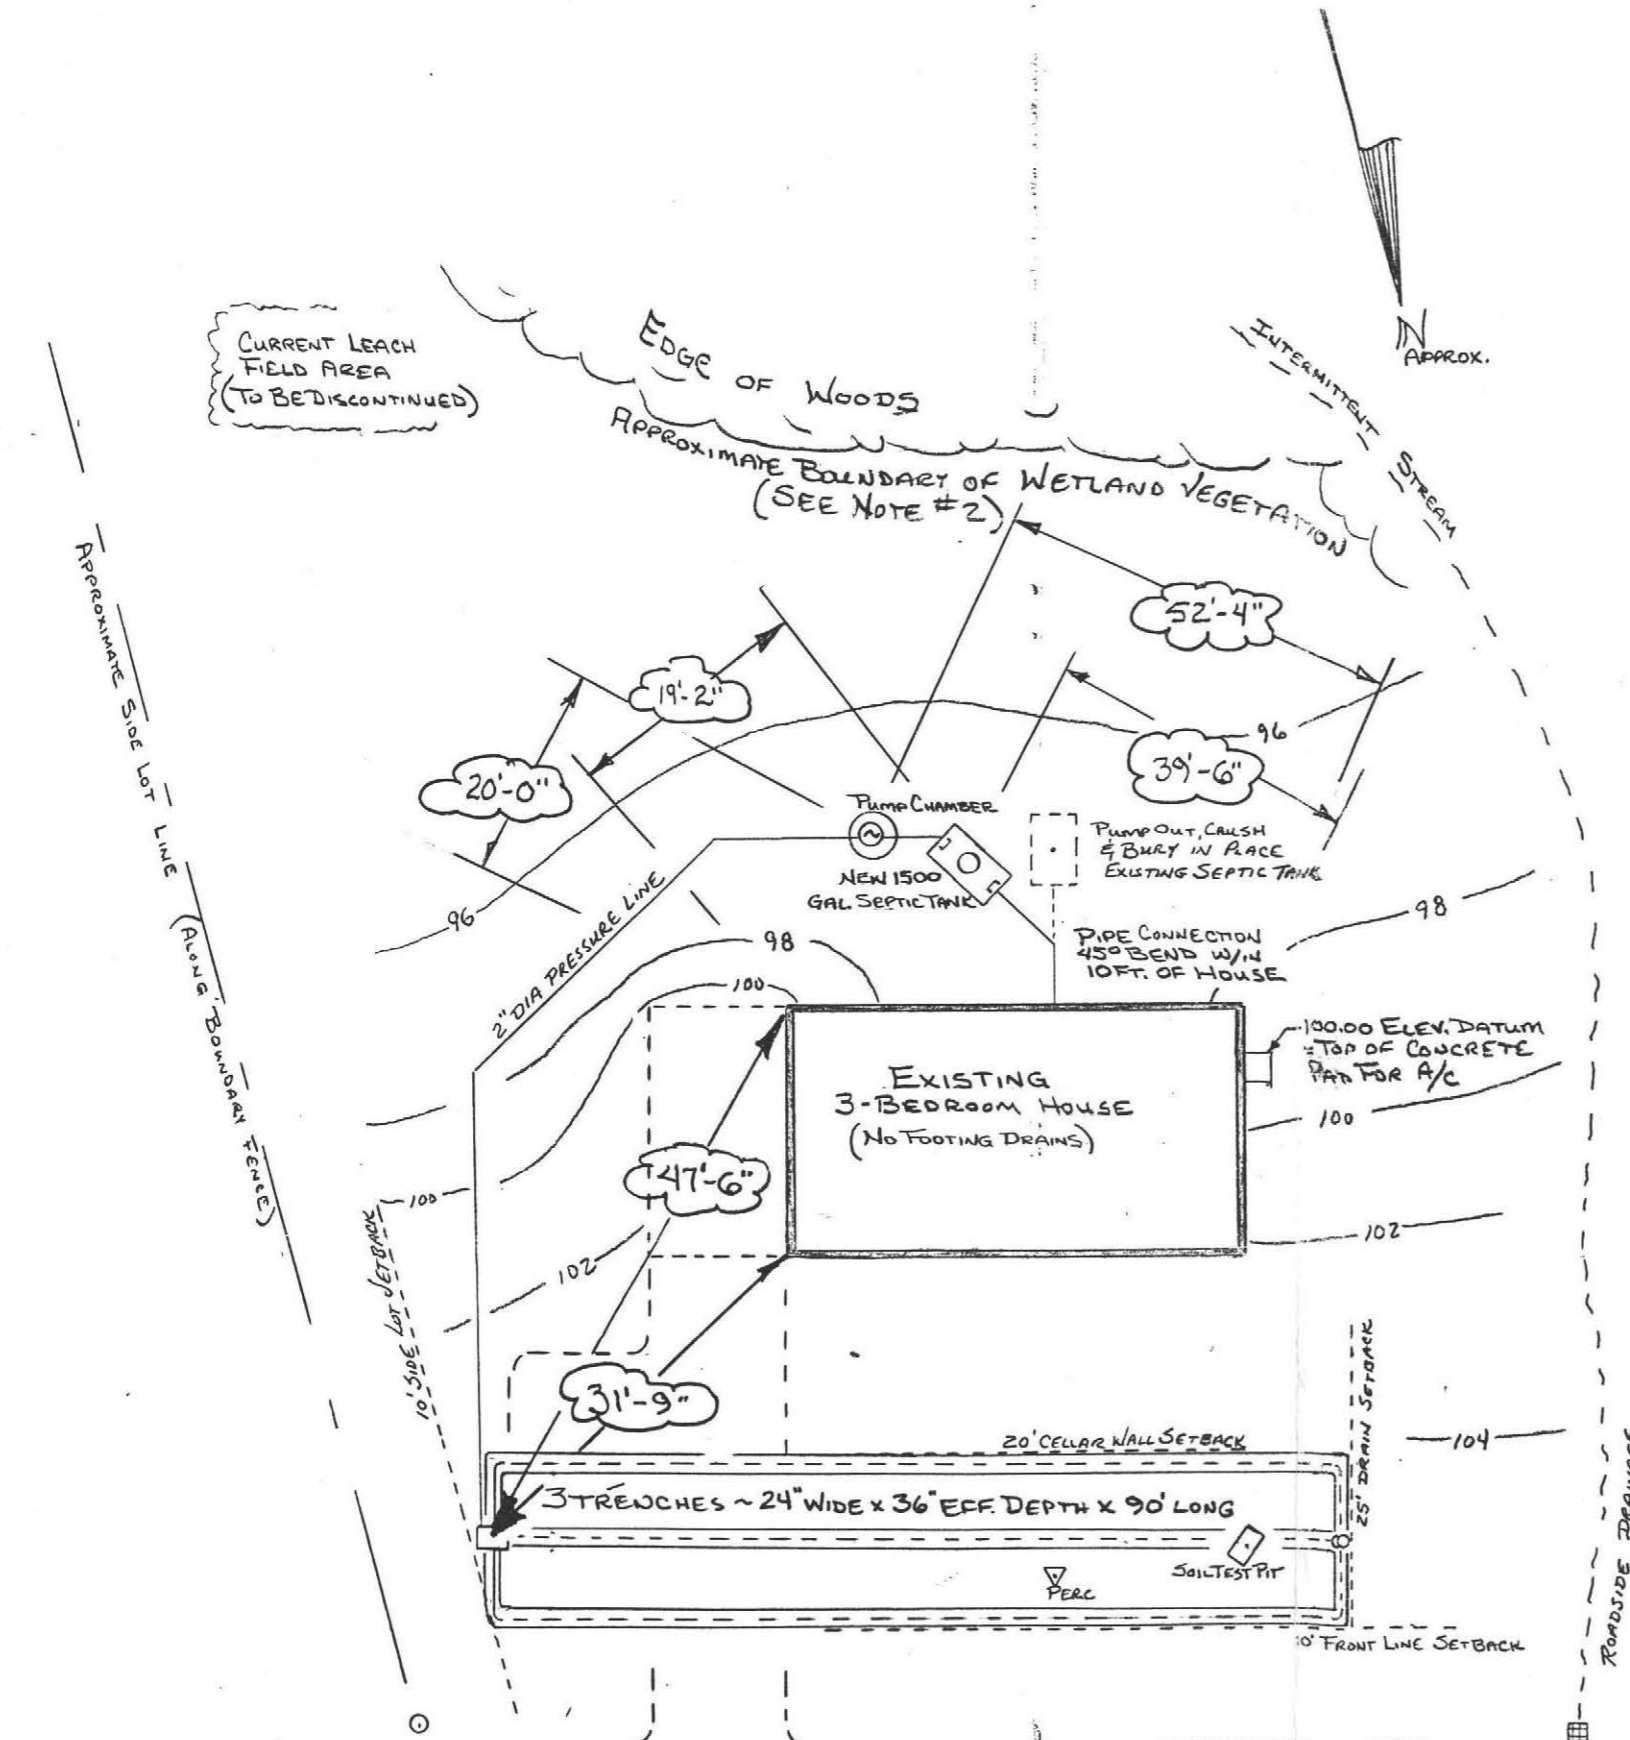 N
APPROX.
CURRENT LEACH
FIELD AREA
(TO BE DISCONTINUED)
EDGE OF WOODS
INTERMITTENT STREAM
APPROXIMATE BOUNDARY OF WETLAND VEGETATION
(SEE NOTE #2)
APPROXIMATE SIDE LOT LINE (ALONG BOUNDARY FENCE)
52'-4"
19'-2"
20'-0"
39'-6"
96
PUMP CHAMBER
PUMP OUT, CRUSH
& BURY IN PLACE
EXISTING SEPTIC TANK
NEW 1500
GAL. SEPTIC TANK
2" DIA PRESSURE LINE
96
98
98
PIPE CONNECTION
45° BEND W/IN
10 FT. OF HOUSE
100
100.00 ELEV. DATUM
= TOP OF CONCRETE
PAD FOR A/C
EXISTING
3-BEDROOM HOUSE
(NO FOOTING DRAINS)
100
47'-6"
100
102
102
10' SIDE LOT SETBACK
31'-9"
20' CELLAR WALL SETBACK
25' DRAIN SETBACK
104
3 TRENCHES ~ 24" WIDE x 36" EFF. DEPTH x 90' LONG
SOIL TEST PIT
PERC
0' FRONT LINE SETBACK
ROADSIDE DRAINAGE